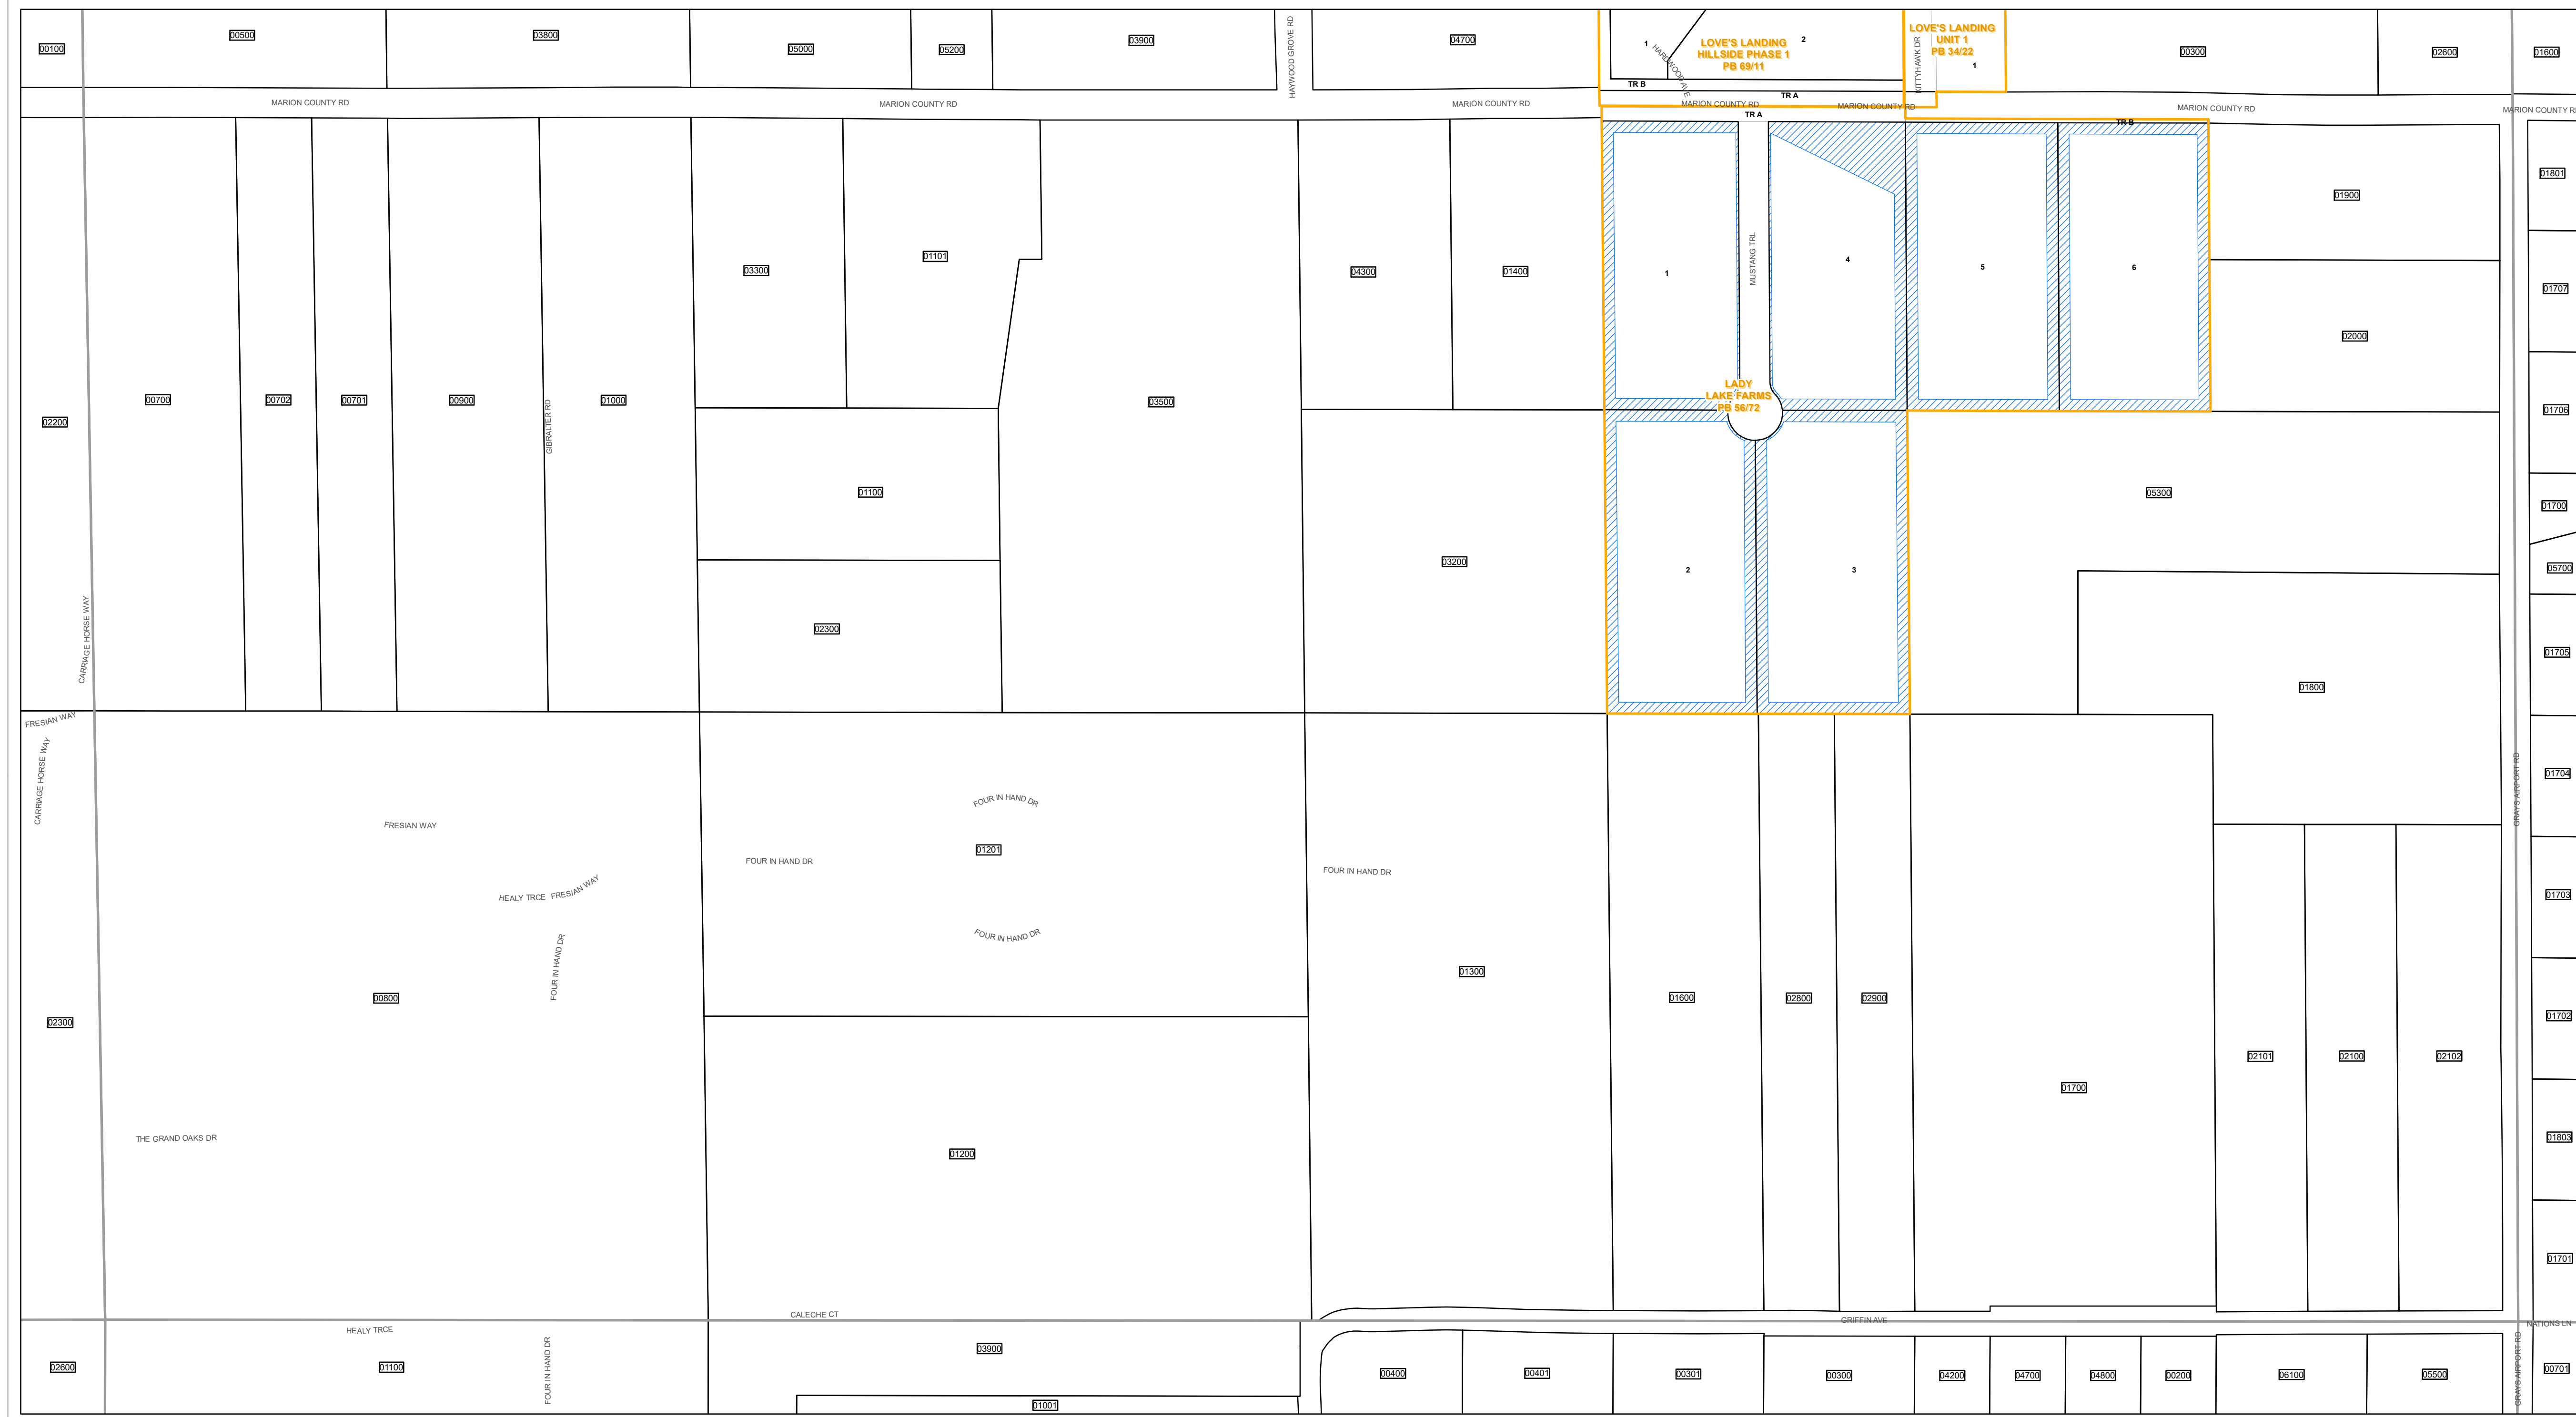 00100
00500
03800
05000
05200
03900
HAYWOOD GROVE RD
04700
1
HARDWOOD AVE
LOVE'S LANDING
HILLSIDE PHASE 1
PB 69/11
2
KITTYHAWK DR
LOVE'S LANDING
UNIT 1
PB 34/22
1
00300
02600
01600
TR B
TR A
MARION COUNTY RD
MARION COUNTY RD
MARION COUNTY RD
MARION COUNTY RD
MARION COUNTY RD
MARION COUNTY RD
MARION COUNTY RD
TR A
TR B
01801
01900
03300
01101
04300
01400
1
MUSTANG TRL
4
5
6
01707
02000
02200
00700
00702
00701
00900
GIBRALTER RD
01000
03500
LADY
LAKE FARMS
PB 56/72
01706
01100
05300
01700
03200
2
3
05700
02300
CARRIAGE HORSE WAY
01705
01800
FRESIAN WAY
CARRIAGE HORSE WAY
01704
GRAYS AIRPORT RD
FOUR IN HAND DR
FRESIAN WAY
01201
FOUR IN HAND DR
FOUR IN HAND DR
HEALY TRCE
FRESIAN WAY
01703
FOUR IN HAND DR
FOUR IN HAND DR
01300
00800
01600
02800
02900
02300
01702
02101
02100
02102
01700
THE GRAND OAKS DR
01200
01803
01701
CALECHE CT
GRIFFIN AVE
NATIONS LN
HEALY TRCE
03900
02600
01100
FOUR IN HAND DR
00400
00401
00301
00300
04200
04700
04800
00200
06100
05500
GRAYS AIRPORT RD
00701
01001